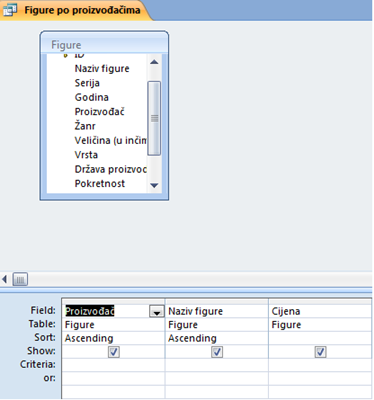 Figure po proizvođačima
Figure
ID
Naziv figure
Serija
Godina
Proizvođač
Žanr
Veličina (u inčim
Vrsta
Država proizvod
Pokretnost
Field: Proizvođač Naziv figure Cijena
Table: Figure Figure Figure
Sort: Ascending Ascending
Show:
Criteria:
or: